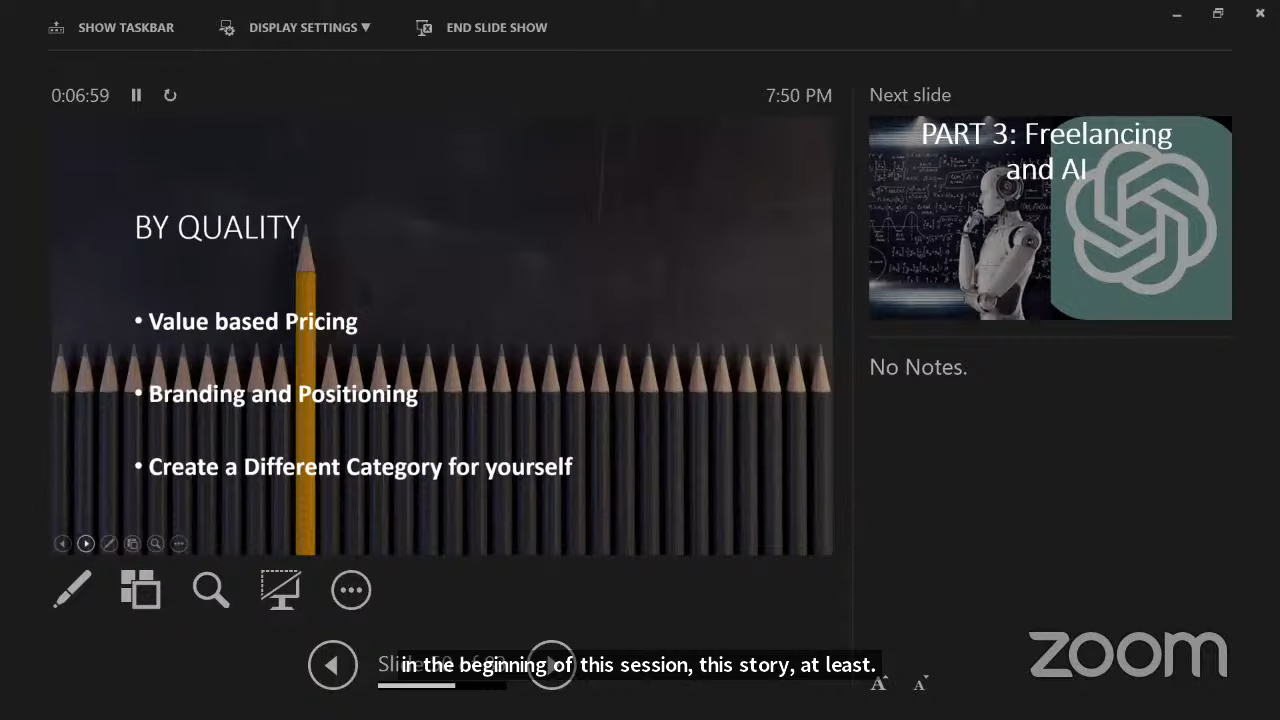 SHOW TASKBAR
DISPLAY SETTINGS ▼
END SLIDE SHOW
0:06:59
7:50 PM
Next slide
PART 3: Freelancing
and AI
BY QUALITY
• Value based Pricing
• Branding and Positioning
• Create a Different Category for yourself
No Notes.
in the beginning of this session, this story, at least.
A A
zoom